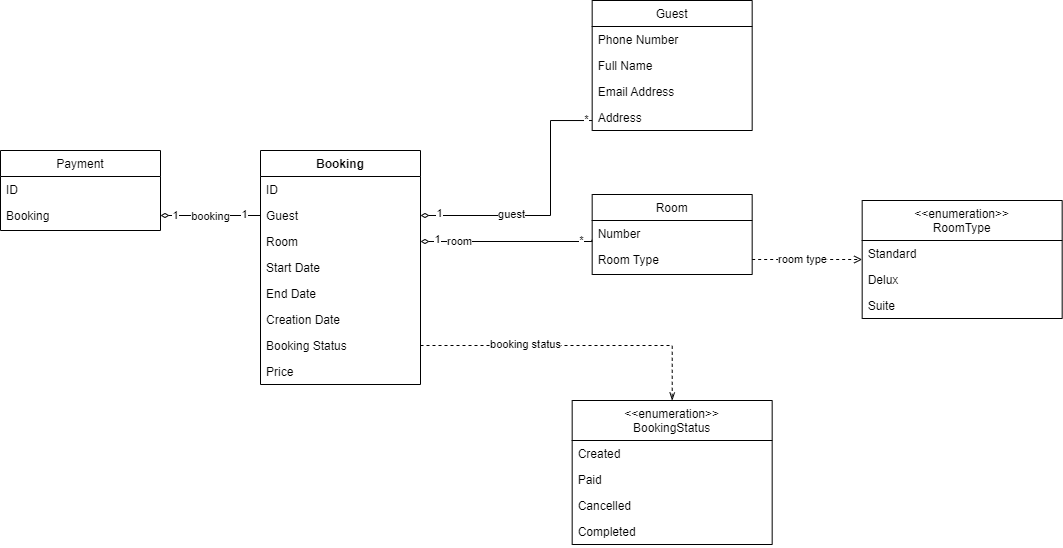 Guest
Phone Number
Full Name
Email Address
Address
Payment
ID
Booking
1
booking
1
Booking
ID
Guest
Room
Start Date
End Date
Creation Date
Booking Status
Price
1
guest
*
1
room
*
Room
Number
Room Type
room type
<<enumeration>>
RoomType
Standard
Delux
Suite
booking status
<<enumeration>>
BookingStatus
Created
Paid
Cancelled
Completed